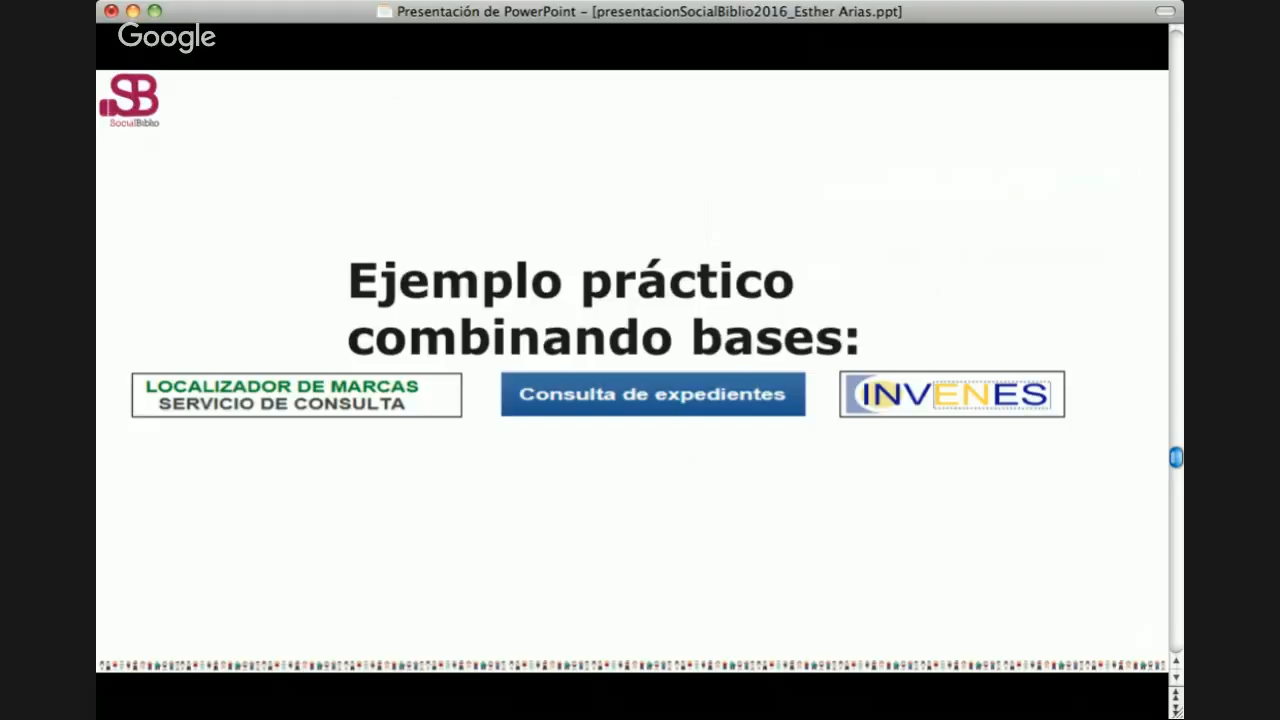 Presentación de PowerPoint – [presentacionSocialBiblio2016_Esther Arias.ppt]
Google
SB
SocialBiblio
Ejemplo práctico
combinando bases:
LOCALIZADOR DE MARCAS
SERVICIO DE CONSULTA
Consulta de expedientes
INVENES